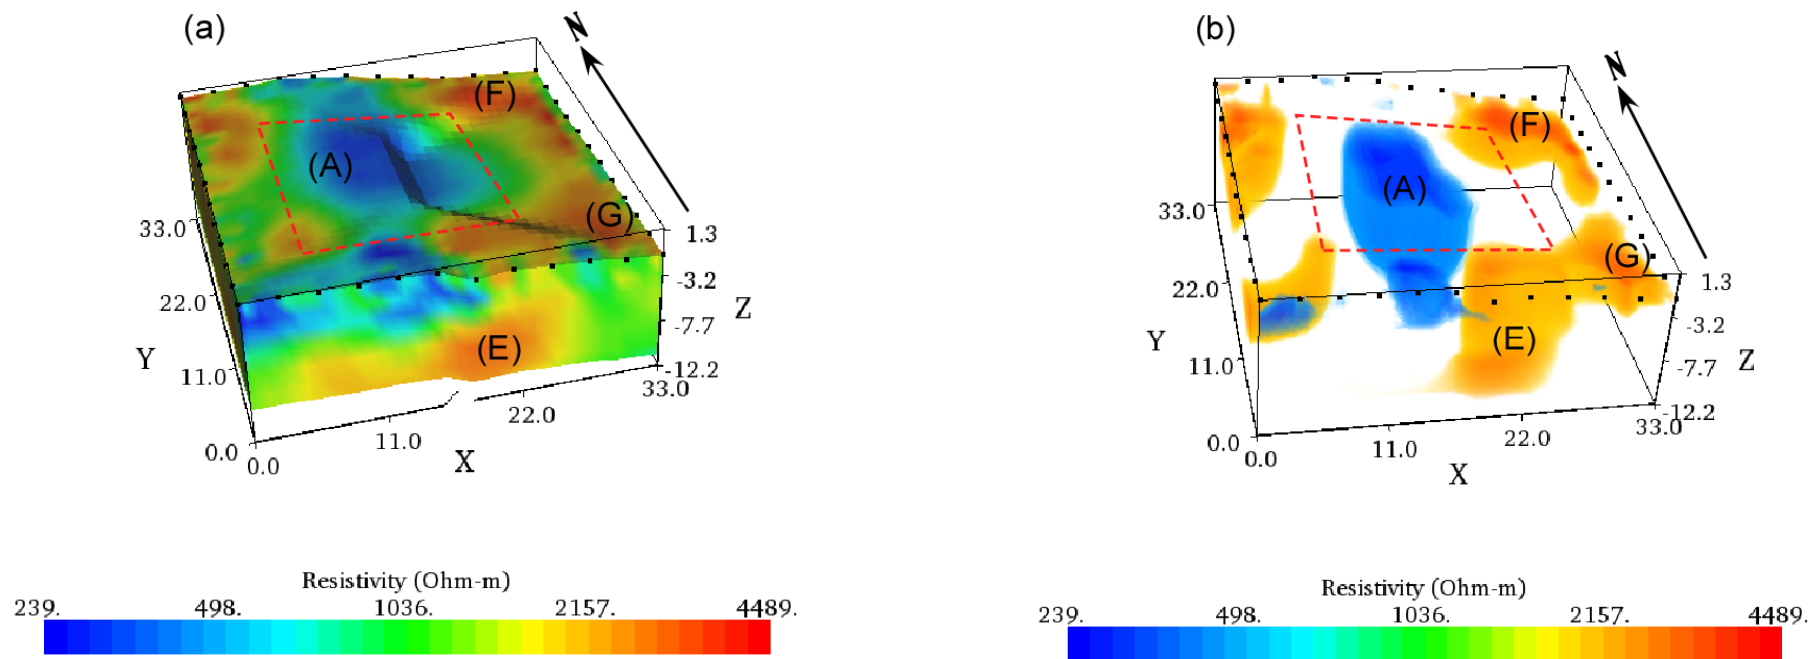 (a)
N
(F)
(A)
(G)
(E)
33.0
22.0
Y
11.0
0.0
0.0
11.0
X
22.0
33.0
1.3
-3.2
Z
-7.7
-12.2
Resistivity (Ohm-m)
239. 498. 1036. 2157. 4489.
(b)
N
(F)
(A)
(G)
(E)
33.0
22.0
Y
11.0
0.0
0.0
11.0
X
22.0
33.0
1.3
-3.2
Z
-7.7
-12.2
Resistivity (Ohm-m)
239. 498. 1036. 2157. 4489.